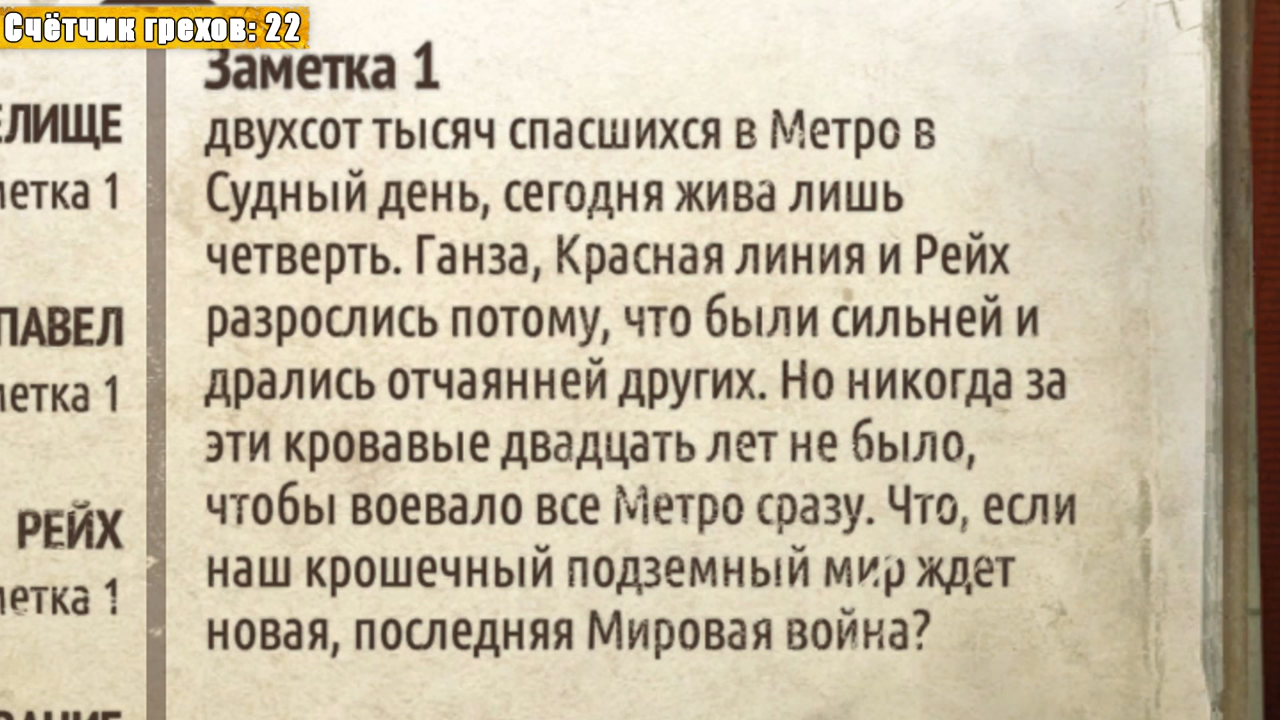 Счётчик грехов: 22
Заметка 1
двухсот тысяч спасшихся в Метро в
Судный день, сегодня жива лишь
четверть. Ганза, Красная линия и Рейх
разрослись потому, что были сильней и
дрались отчаянней других. Но никогда за
эти кровавые двадцать лет не было,
чтобы воевало все Метро сразу. Что, если
наш крошечный подземный мир ждет
новая, последняя Мировая война?
ЕЛИЩЕ
метка 1
ПАВЕЛ
метка 1
РЕЙХ
метка 1